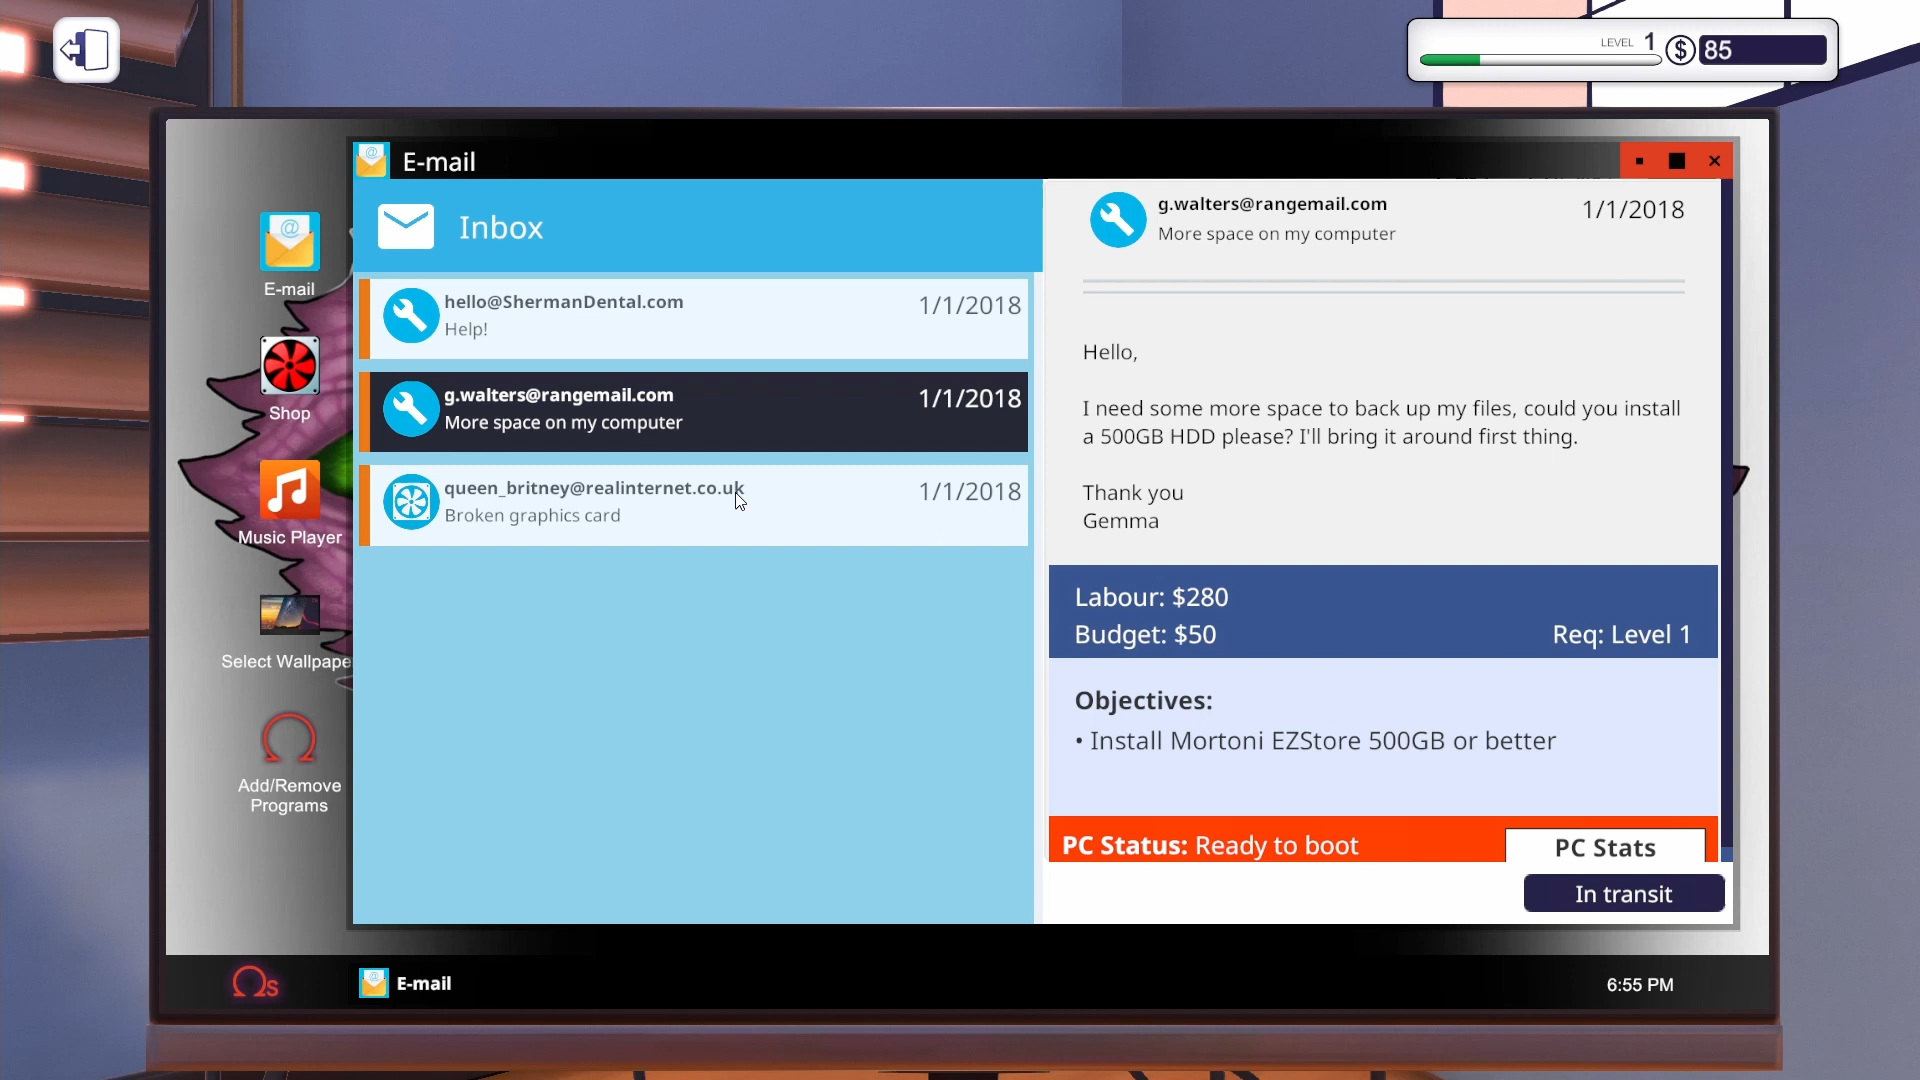 LEVEL 1
$ 85
E-mail
Inbox
hello@ShermanDental.com
1/1/2018
Help!
g.walters@rangemail.com
1/1/2018
More space on my computer
queen_britney@realinternet.co.uk
1/1/2018
Broken graphics card
g.walters@rangemail.com
1/1/2018
More space on my computer
Hello,
I need some more space to back up my files, could you install
a 500GB HDD please? I'll bring it around first thing.
Thank you
Gemma
Labour: $280
Budget: $50
Req: Level 1
Objectives:
• Install Mortoni EZStore 500GB or better
PC Status: Ready to boot
PC Stats
In transit
E-mail
Shop
Music Player
Select Wallpape
Add/Remove
Programs
Ωs
E-mail
6:55 PM